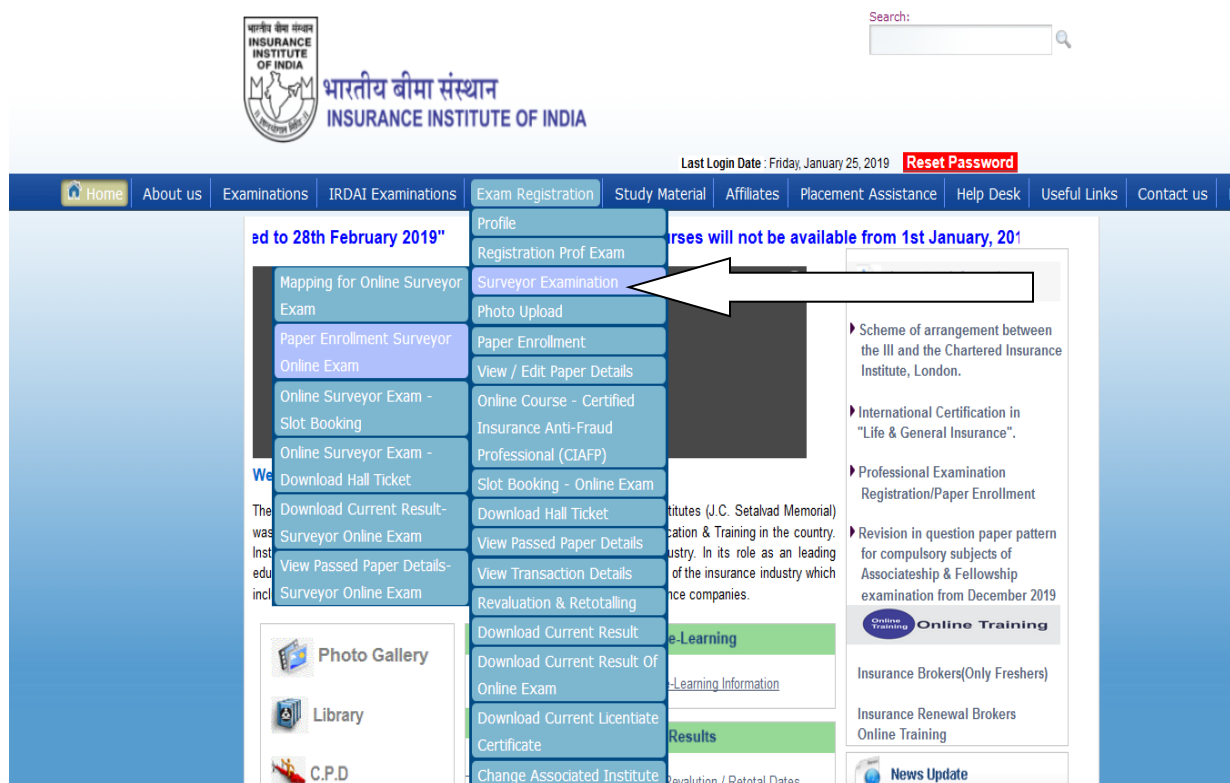 भारतीय बीमा संस्थान
INSURANCE
INSTITUTE
OF INDIA
भारतीय बीमा संस्थान
INSURANCE INSTITUTE OF INDIA
Search:
Last Login Date : Friday, January 25, 2019 Reset Password
Home About us Examinations IRDAI Examinations Exam Registration Study Material Affiliates Placement Assistance Help Desk Useful Links Contact us
ed to 28th February 2019" rses will not be available from 1st January, 201
Profile
Registration Prof Exam
Surveyor Examination
Photo Upload
Paper Enrollment
View / Edit Paper Details
Online Course - Certified
Insurance Anti-Fraud
Professional (CIAFP)
Slot Booking - Online Exam
Download Hall Ticket
View Passed Paper Details
View Transaction Details
Revaluation & Retotalling
Download Current Result
Download Current Result Of
Online Exam
Download Current Licentiate
Certificate
Change Associated Institute
Mapping for Online Surveyor
Exam
Paper Enrollment Surveyor
Online Exam
Online Surveyor Exam -
Slot Booking
Online Surveyor Exam -
Download Hall Ticket
Download Current Result-
Surveyor Online Exam
View Passed Paper Details-
Surveyor Online Exam
We
The titutes (J.C. Setalvad Memorial)
was cation & Training in the country.
Inst ustry. In its role as an leading
edu of the insurance industry which
incl nce companies.
Photo Gallery
Library
C.P.D
e-Learning
-Learning Information
Results
Revalution / Retotal Dates
Scheme of arrangement between
the III and the Chartered Insurance
Institute, London.
International Certification in
"Life & General Insurance".
Professional Examination
Registration/Paper Enrollment
Revision in question paper pattern
for compulsory subjects of
Associateship & Fellowship
examination from December 2019
Online
Training Online Training
Insurance Brokers(Only Freshers)
Insurance Renewal Brokers
Online Training
News Update